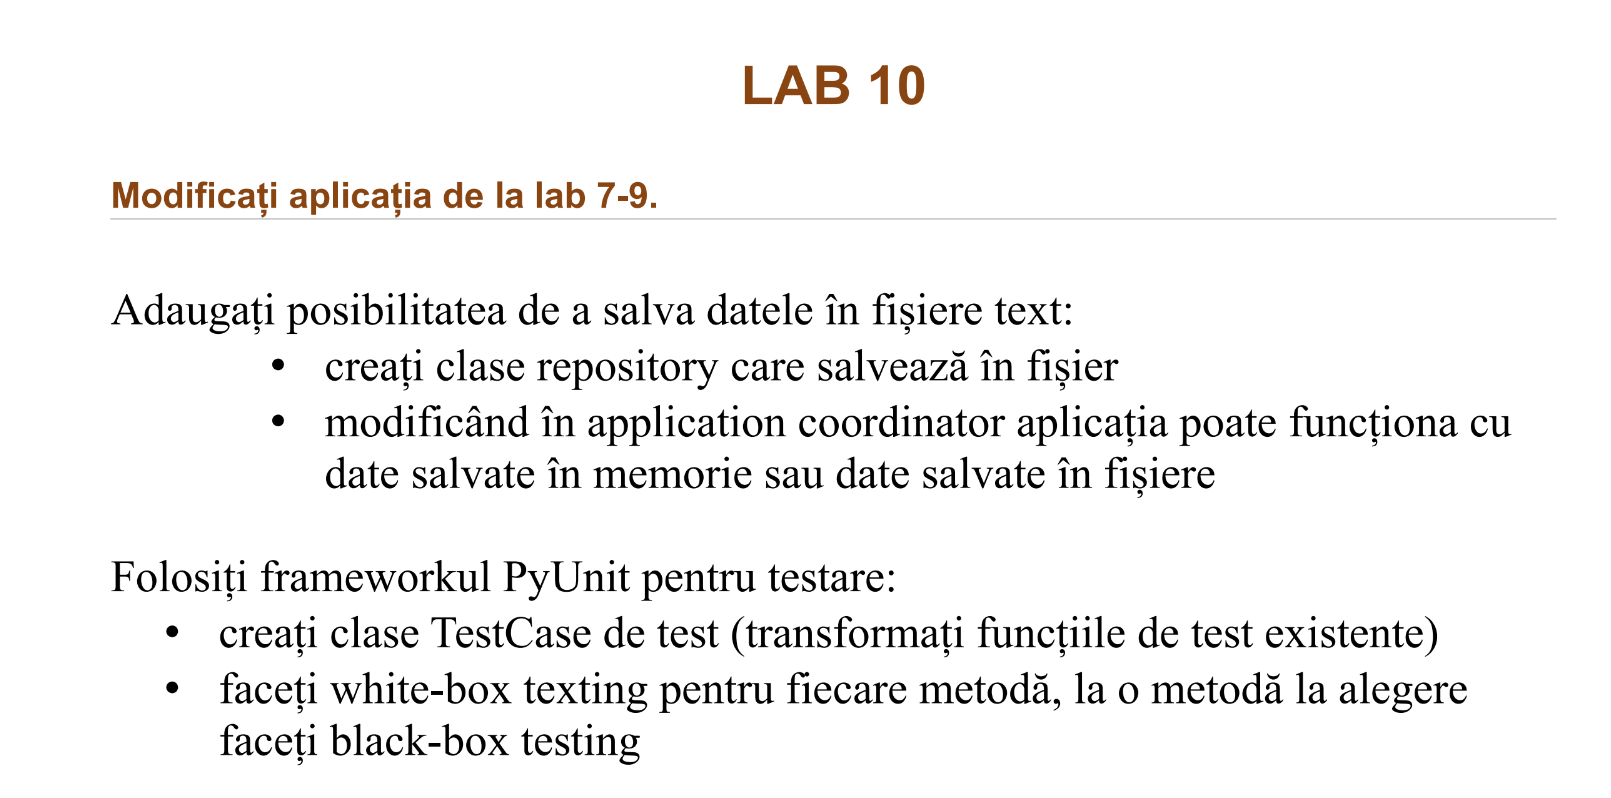 LAB 10
Modificați aplicația de la lab 7-9.
Adaugați posibilitatea de a salva datele în fișiere text:
• creați clase repository care salvează în fișier
• modificând în application coordinator aplicația poate funcționa cu
date salvate în memorie sau date salvate în fișiere
Folosiți frameworkul PyUnit pentru testare:
• creați clase TestCase de test (transformați funcțiile de test existente)
• faceți white-box texting pentru fiecare metodă, la o metodă la alegere
faceți black-box testing